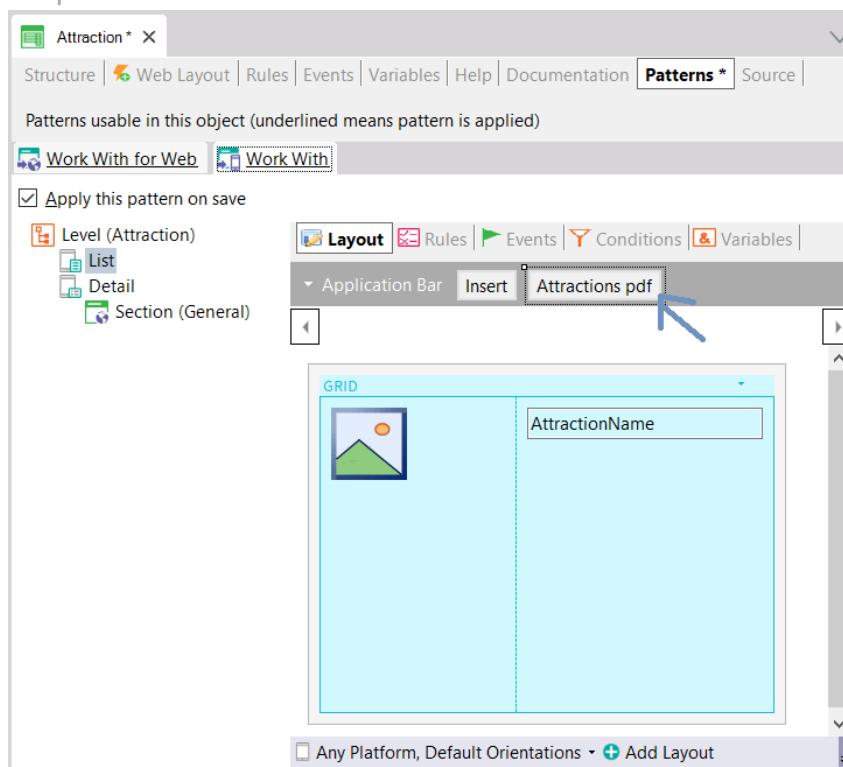 Attraction * X
Structure Web Layout Rules Events Variables Help Documentation Patterns * Source
Patterns usable in this object (underlined means pattern is applied)
Work With for Web Work With
Apply this pattern on save
Level (Attraction)
List
Detail
Section (General)
Layout Rules Events Conditions & Variables
Application Bar Insert Attractions pdf
GRID
AttractionName
Any Platform, Default Orientations Add Layout